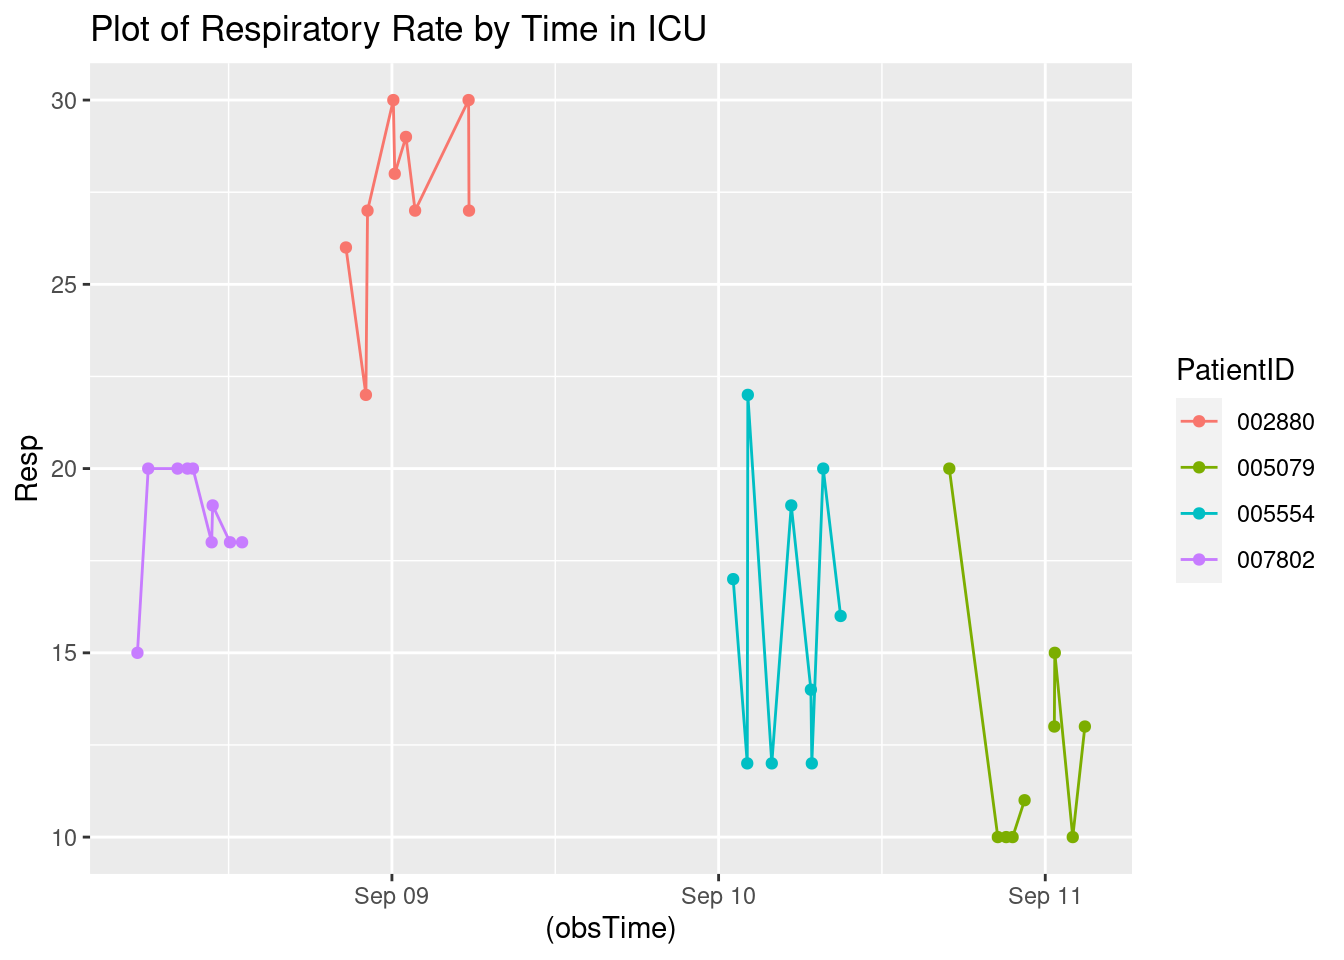 Plot of Respiratory Rate by Time in ICU
30
25
20
15
10
Resp
Sep 09
Sep 10
Sep 11
(obsTime)
PatientID
002880
005079
005554
007802